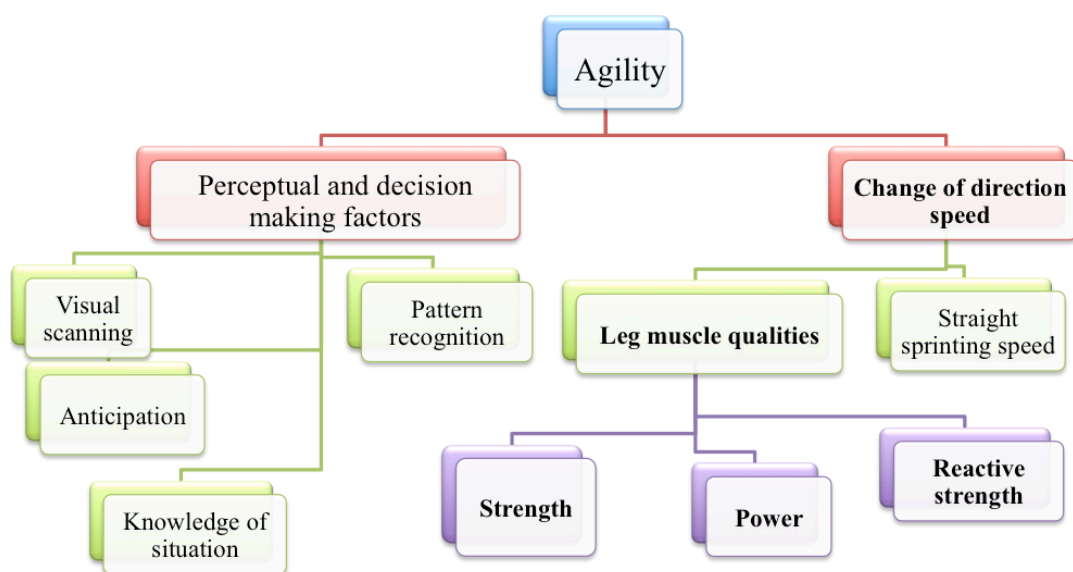 Agility
Perceptual and decision
making factors
Change of direction
speed
Visual
scanning
Pattern
recognition
Anticipation
Knowledge of
situation
Leg muscle qualities
Straight
sprinting speed
Strength
Power
Reactive
strength